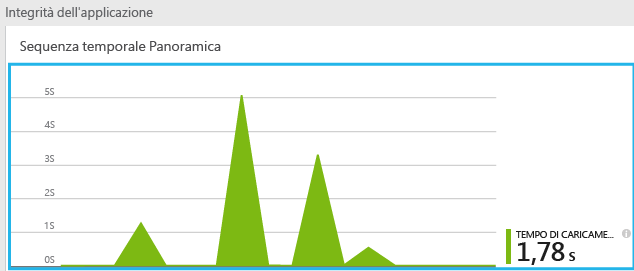 Integrità dell'applicazione
Sequenza temporale Panoramica
5S
4S
3S
2S
1S
0S
TEMPO DI CARICAME...
1,78 S